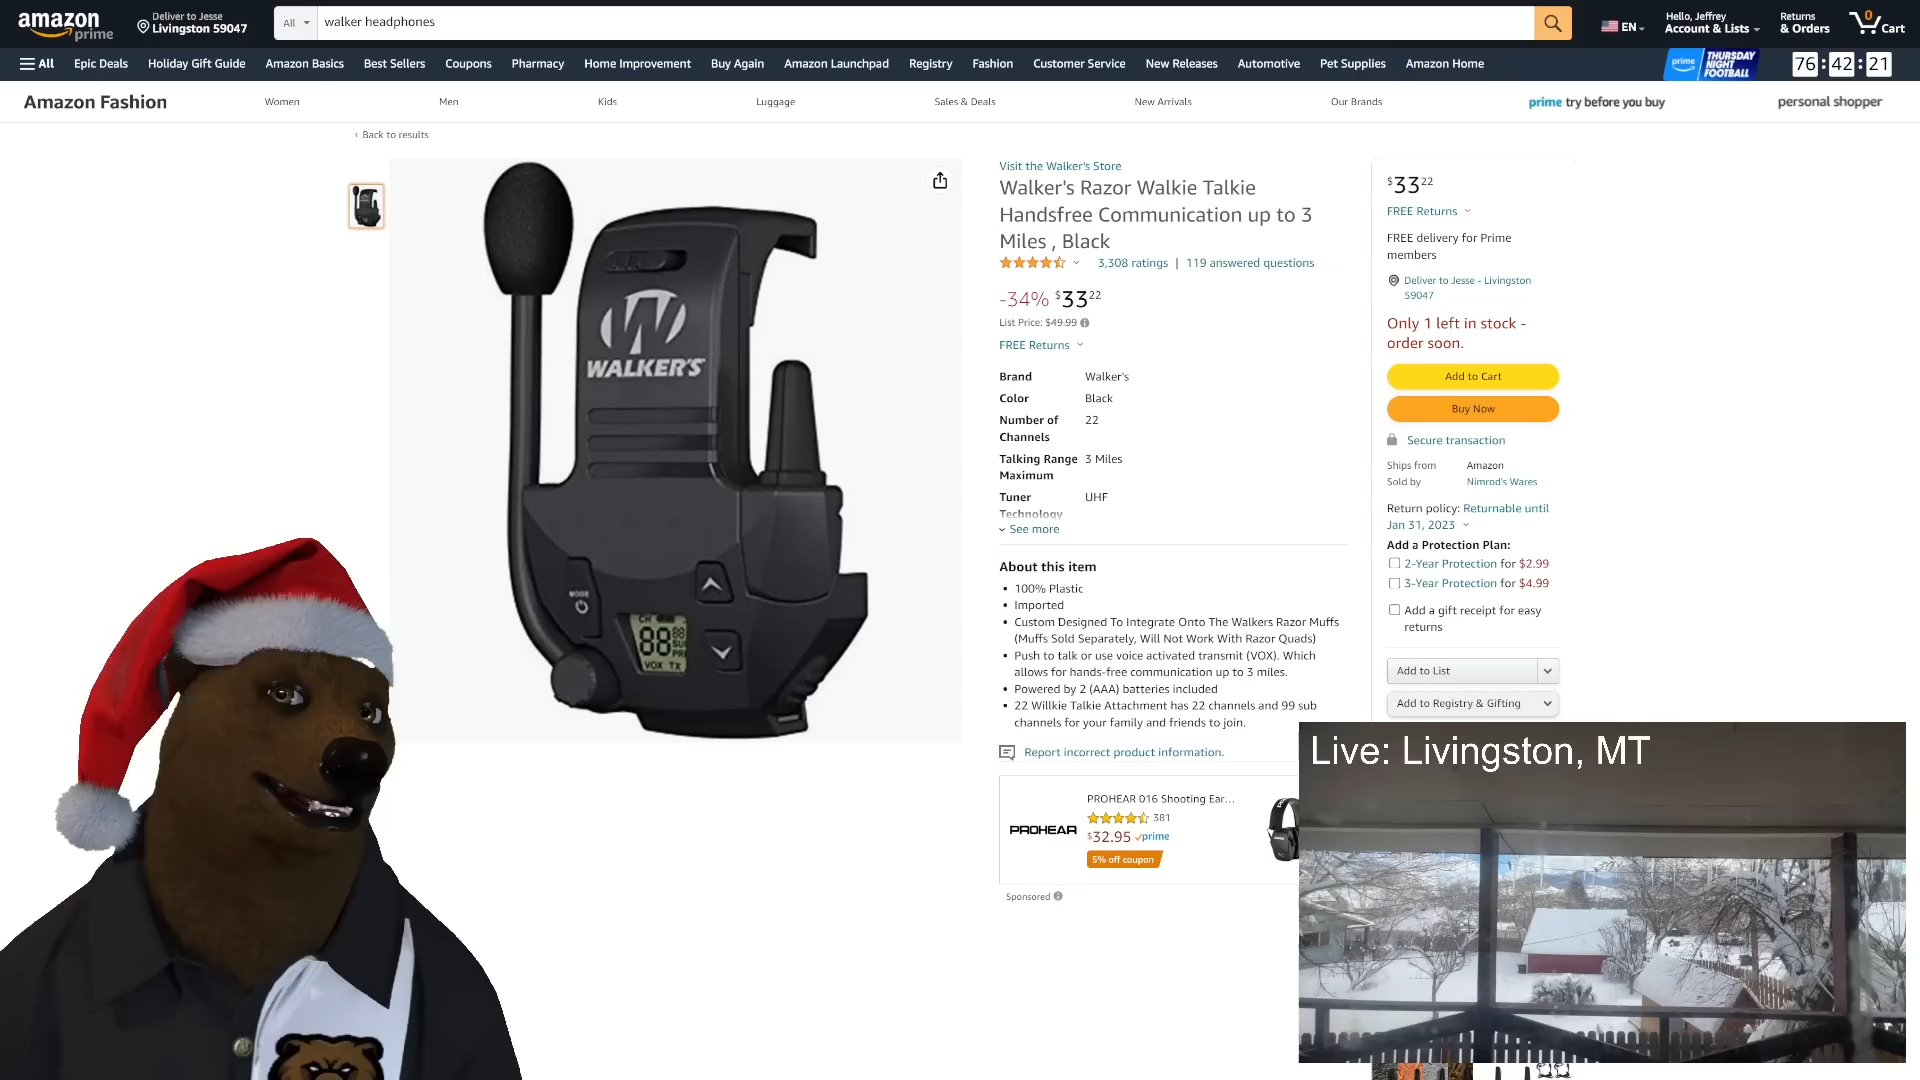 amazon
prime
Deliver to Jesse
Livingston 59047
All
walker headphones
EN
Hello, Jeffrey
Account & Lists
Returns
& Orders
0
Cart
All
Epic Deals
Holiday Gift Guide
Amazon Basics
Best Sellers
Coupons
Pharmacy
Home Improvement
Buy Again
Amazon Launchpad
Registry
Fashion
Customer Service
New Releases
Automotive
Pet Supplies
Amazon Home
prime
THURSDAY
NIGHT
FOOTBALL
76:42:21
Amazon Fashion
Women
Men
Kids
Luggage
Sales & Deals
New Arrivals
Our Brands
prime try before you buy
personal shopper
‹ Back to results
W
WALKER'S
MODE
CH
88
VOX TX
Visit the Walker's Store
Walker's Razor Walkie Talkie
Handsfree Communication up to 3
Miles , Black
3,308 ratings | 119 answered questions
-34% $33 22
List Price: $49.99
FREE Returns
Brand Walker's
Color Black
Number of 22
Channels
Talking Range 3 Miles
Maximum
Tuner UHF
Technology
See more
About this item
• 100% Plastic
• Imported
• Custom Designed To Integrate Onto The Walkers Razor Muffs
(Muffs Sold Separately, Will Not Work With Razor Quads)
• Push to talk or use voice activated transmit (VOX). Which
allows for hands-free communication up to 3 miles.
• Powered by 2 (AAA) batteries included
• 22 Willkie Talkie Attachment has 22 channels and 99 sub
channels for your family and friends to join.
Report incorrect product information.
PROHEAR
PROHEAR 016 Shooting Ear...
381
$32.95 prime
5% off coupon
Sponsored
$33 22
FREE Returns
FREE delivery for Prime
members
Deliver to Jesse - Livingston
59047
Only 1 left in stock -
order soon.
Add to Cart
Buy Now
Secure transaction
Ships from Amazon
Sold by Nimrod's Wares
Return policy: Returnable until
Jan 31, 2023
Add a Protection Plan:
2-Year Protection for $2.99
3-Year Protection for $4.99
Add a gift receipt for easy
returns
Add to List
Add to Registry & Gifting
Live: Livingston, MT